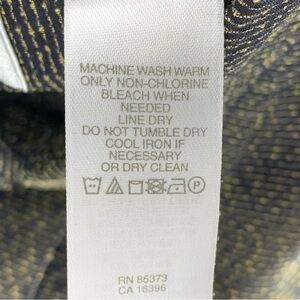 MACHINE WASH WARM
ONLY NON-CHLORINE
BLEACH WHEN
NEEDED
LINE DRY
DO NOT TUMBLE DRY
COOL IRON IF
NECESSARY
OR DRY CLEAN
P
RN 85373
CA 16396